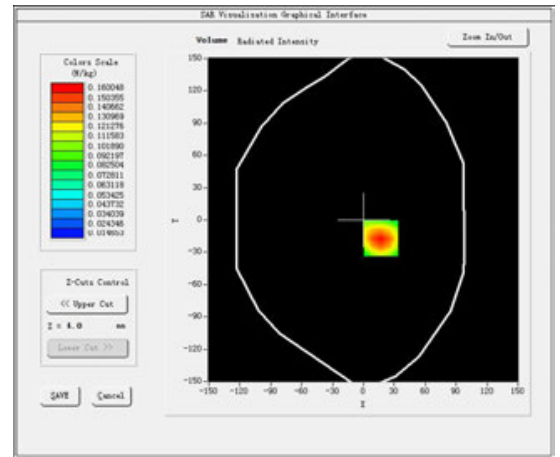 SAR Visualisation Graphical Interface
Volume Radiated Intensity
Zoom In/Out
Colors Scale
(W/kg)
0.160048
0.150355
0.140662
0.130969
0.121276
0.111583
0.101890
0.092197
0.082504
0.072811
0.063118
0.053425
0.043732
0.034039
0.024346
0.014653
150
120
90
60
30
0
-30
-60
-90
-120
-150
Y
-150 -120 -90 -60 -30 0 30 60 90 120 150
X
Z-Cuts Control
<< Upper Cut
Z = 4.0 mm
Lower Cut >>
SAVE Cancel